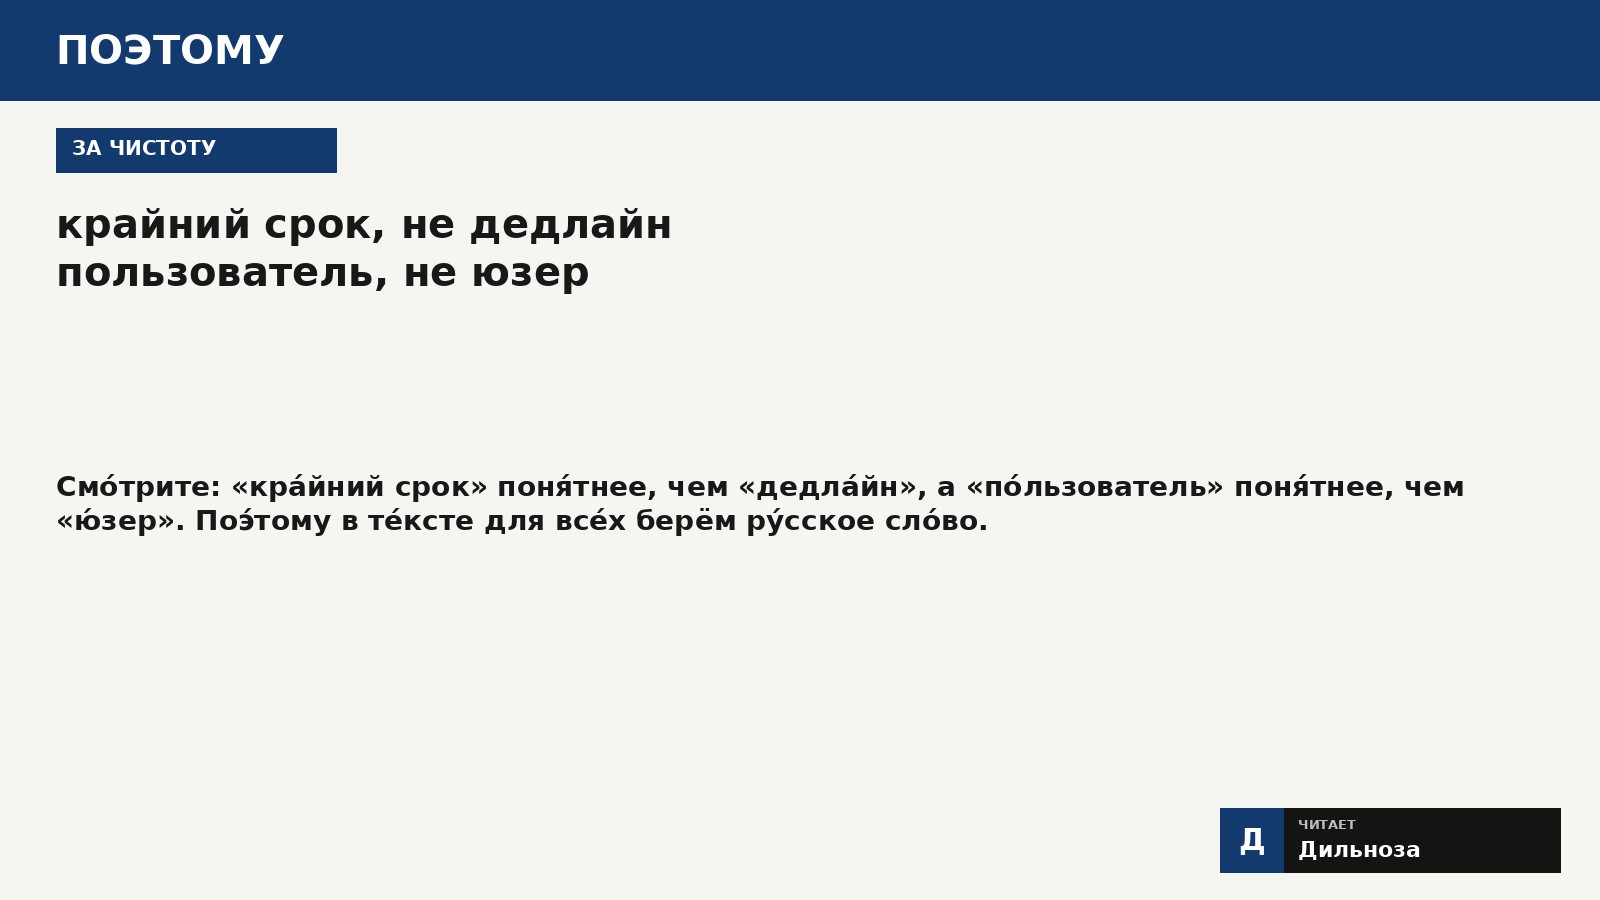 ПОЭТОМУ
ЗА ЧИСТОТУ
крайний срок, не дедлайн
пользователь, не юзер
Смо́трите: «кра́йний срок» поня́тнее, чем «дедла́йн», а «по́льзователь» поня́тнее, чем
«ю́зер». Поэ́тому в те́ксте для все́х берём ру́сское сло́во.
Д
ЧИТАЕТ
Дильноза